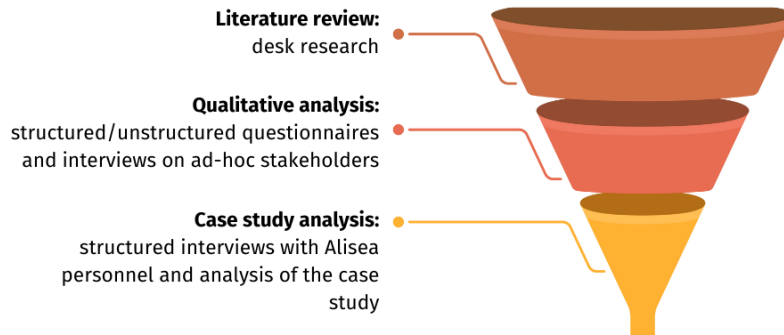 Literature review:
desk research
Qualitative analysis:
structured/unstructured questionnaires
and interviews on ad-hoc stakeholders
Case study analysis:
structured interviews with Alisea
personnel and analysis of the case
study